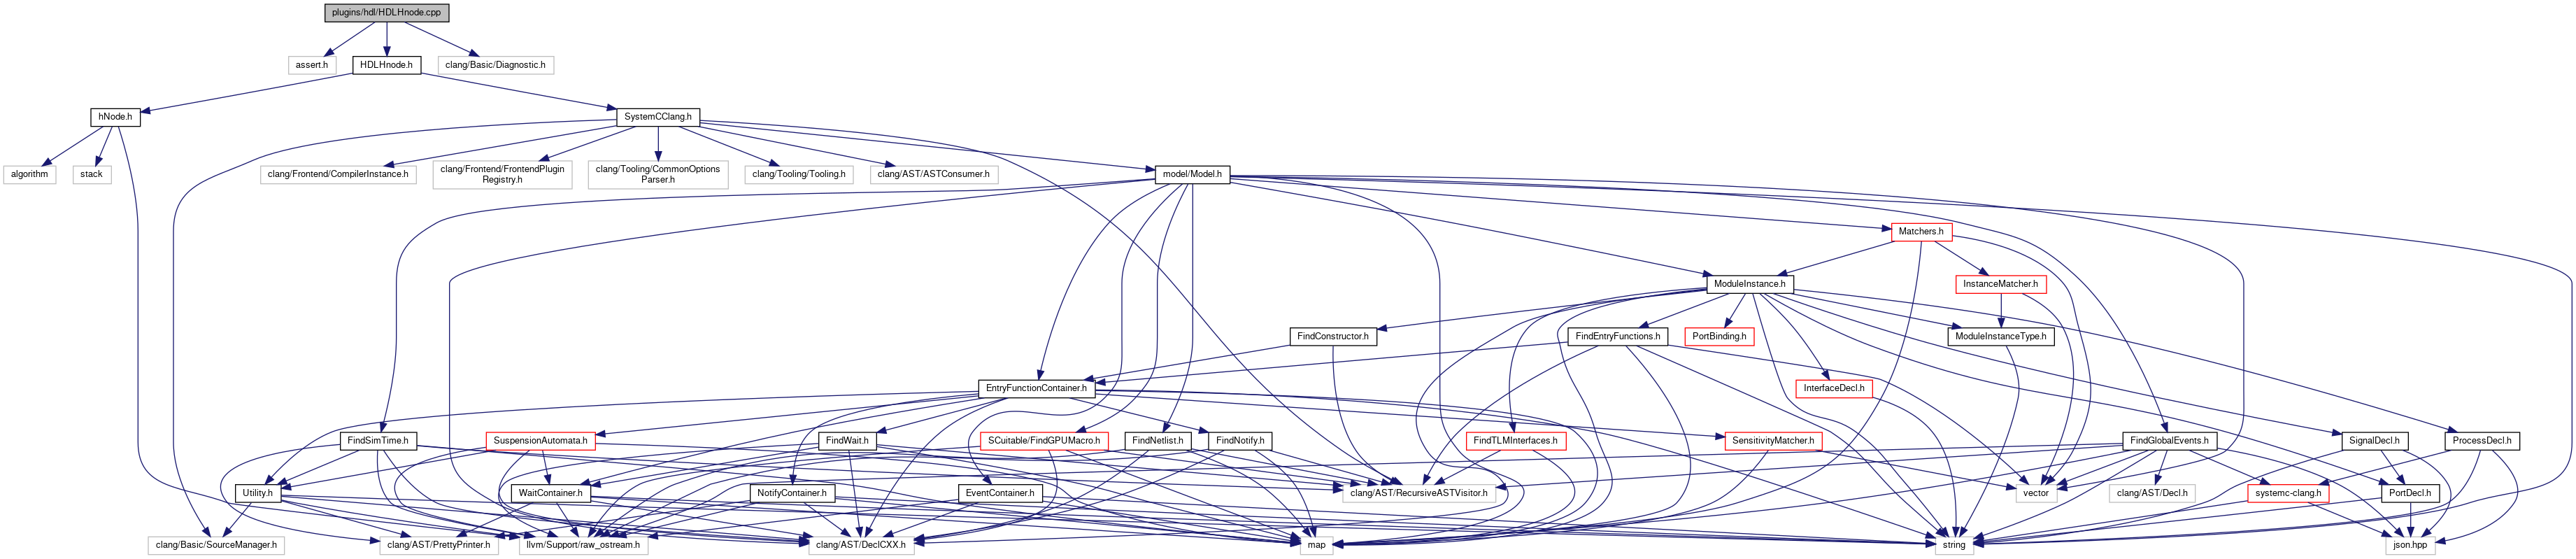 plugins/hdl/HDLHnode.cpp
assert.h
HDLHnode.h
clang/Basic/Diagnostic.h
hNode.h
SystemCClang.h
algorithm
stack
clang/Frontend/CompilerInstance.h
clang/Frontend/FrontendPlugin
Registry.h
clang/Tooling/CommonOptions
Parser.h
clang/Tooling/Tooling.h
clang/AST/ASTConsumer.h
model/Model.h
Matchers.h
ModuleInstance.h
InstanceMatcher.h
FindConstructor.h
FindEntryFunctions.h
PortBinding.h
ModuleInstanceType.h
EntryFunctionContainer.h
InterfaceDecl.h
FindSimTime.h
SuspensionAutomata.h
FindWait.h
SCuitable/FindGPUMacro.h
FindNetlist.h
FindNotify.h
FindTLMInterfaces.h
SensitivityMatcher.h
FindGlobalEvents.h
SignalDecl.h
ProcessDecl.h
Utility.h
WaitContainer.h
NotifyContainer.h
EventContainer.h
clang/AST/RecursiveASTVisitor.h
vector
clang/AST/Decl.h
systemc-clang.h
PortDecl.h
clang/Basic/SourceManager.h
clang/AST/PrettyPrinter.h
llvm/Support/raw_ostream.h
clang/AST/DeclCXX.h
map
string
json.hpp